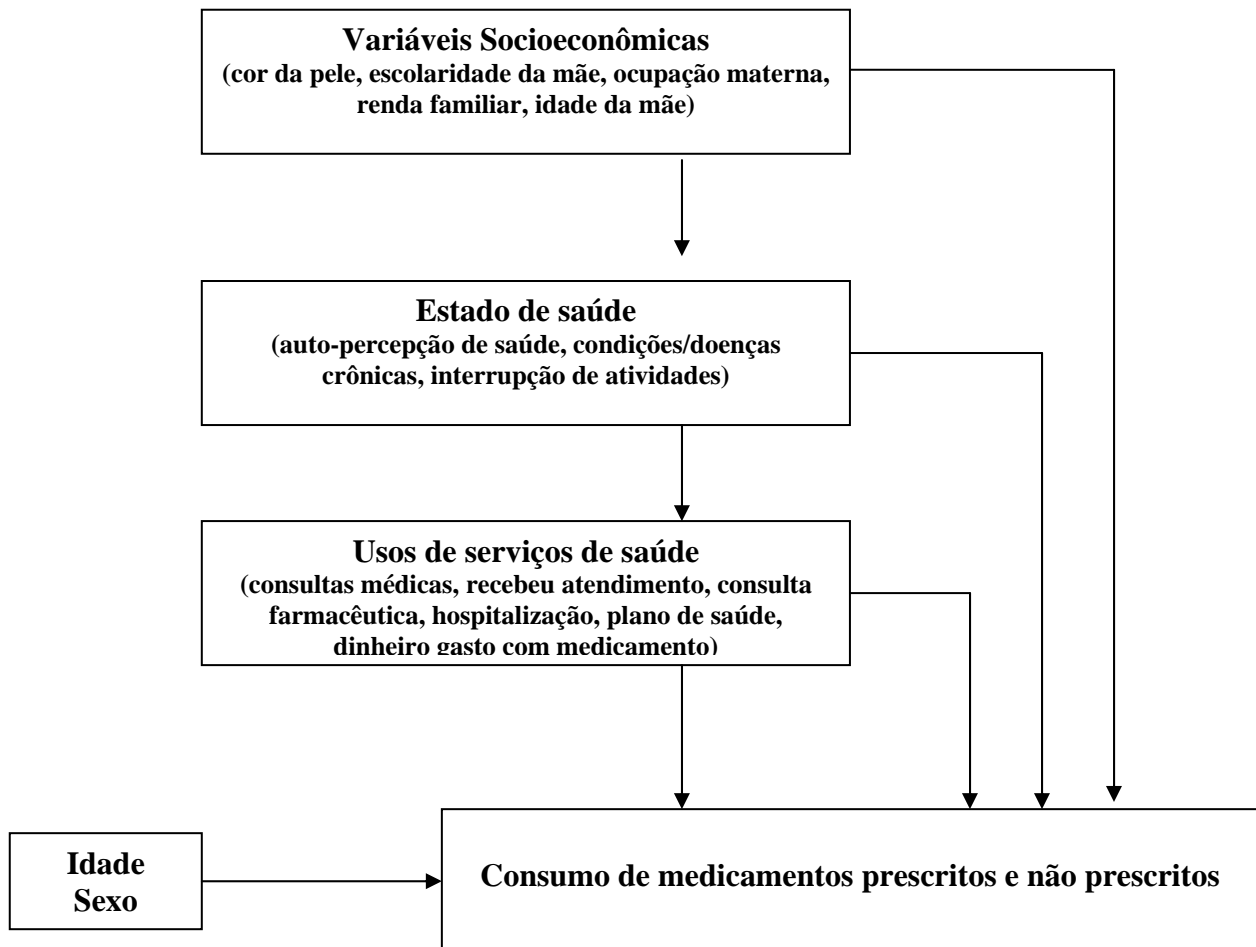 Variáveis Socioeconômicas
(cor da pele, escolaridade da mãe, ocupação materna,
renda familiar, idade da mãe)
Estado de saúde
(auto-percepção de saúde, condições/doenças
crônicas, interrupção de atividades)
Usos de serviços de saúde
(consultas médicas, recebeu atendimento, consulta
farmacêutica, hospitalização, plano de saúde,
dinheiro gasto com medicamento)
Idade
Sexo
Consumo de medicamentos prescritos e não prescritos